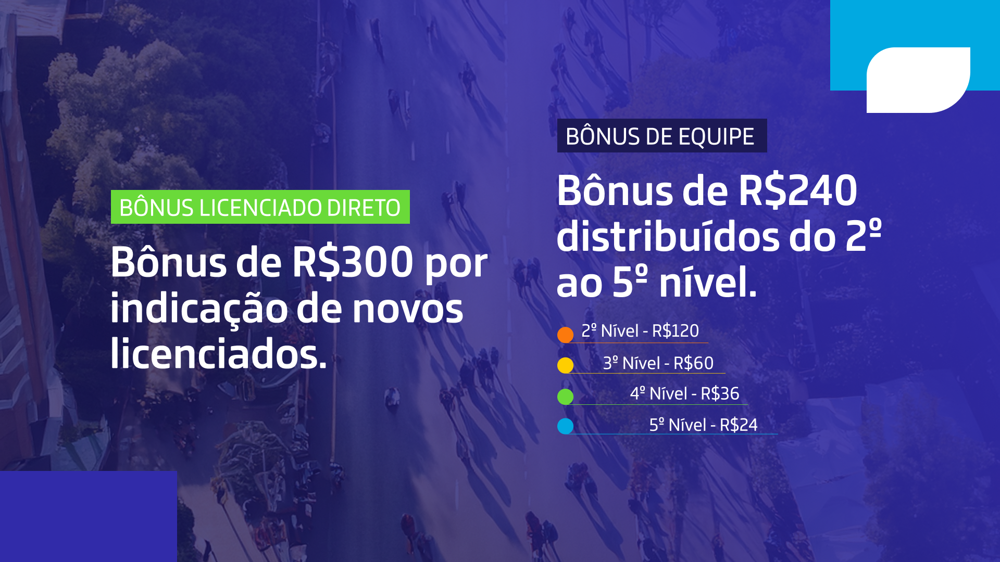 BÔNUS LICENCIADO DIRETO
Bônus de R$300 por
indicação de novos
licenciados.
BÔNUS DE EQUIPE
Bônus de R$240
distribuídos do 2º
ao 5º nível.
2º Nível - R$120
3º Nível - R$60
4º Nível - R$36
5º Nível - R$24